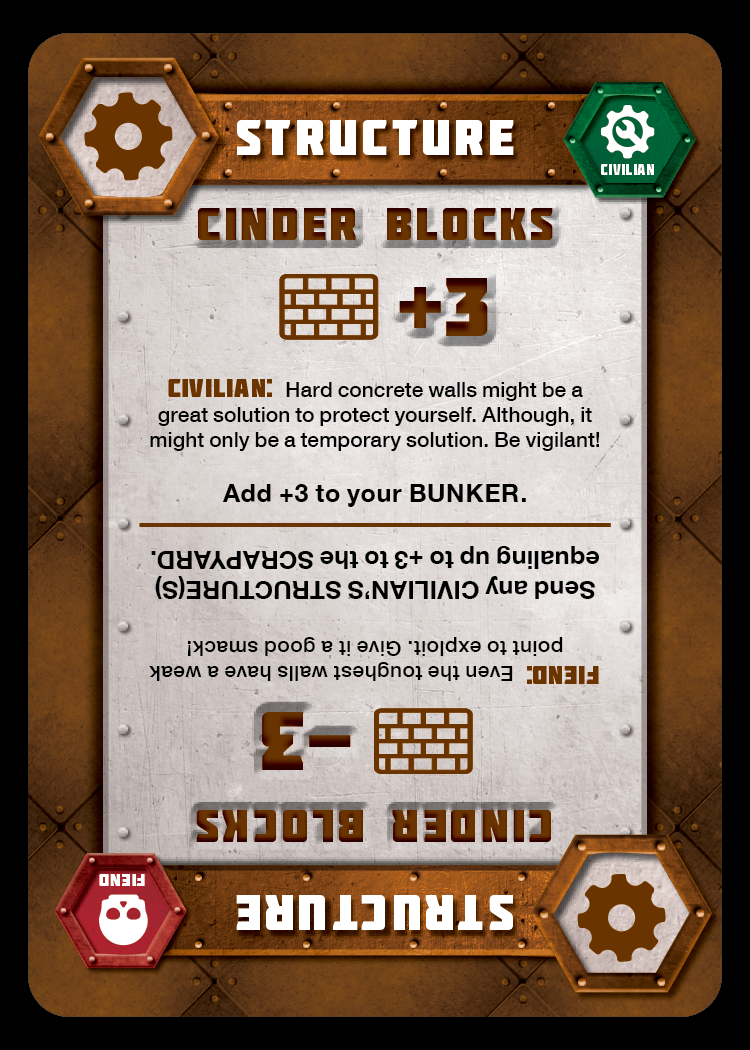 STRUCTURE
CIVILIAN
CINDER BLOCKS
+3
CIVILIAN: Hard concrete walls might be a
great solution to protect yourself. Although, it
might only be a temporary solution. Be vigilant!
Add +3 to your BUNKER.
STRUCTURE
FIEND
CINDER BLOCKS
-3
FIEND: Even the toughest walls have a weak
point to exploit. Give it a good smack!
Send any CIVILIAN'S STRUCTURE(S)
equaling up to +3 to the SCRAPYARD.